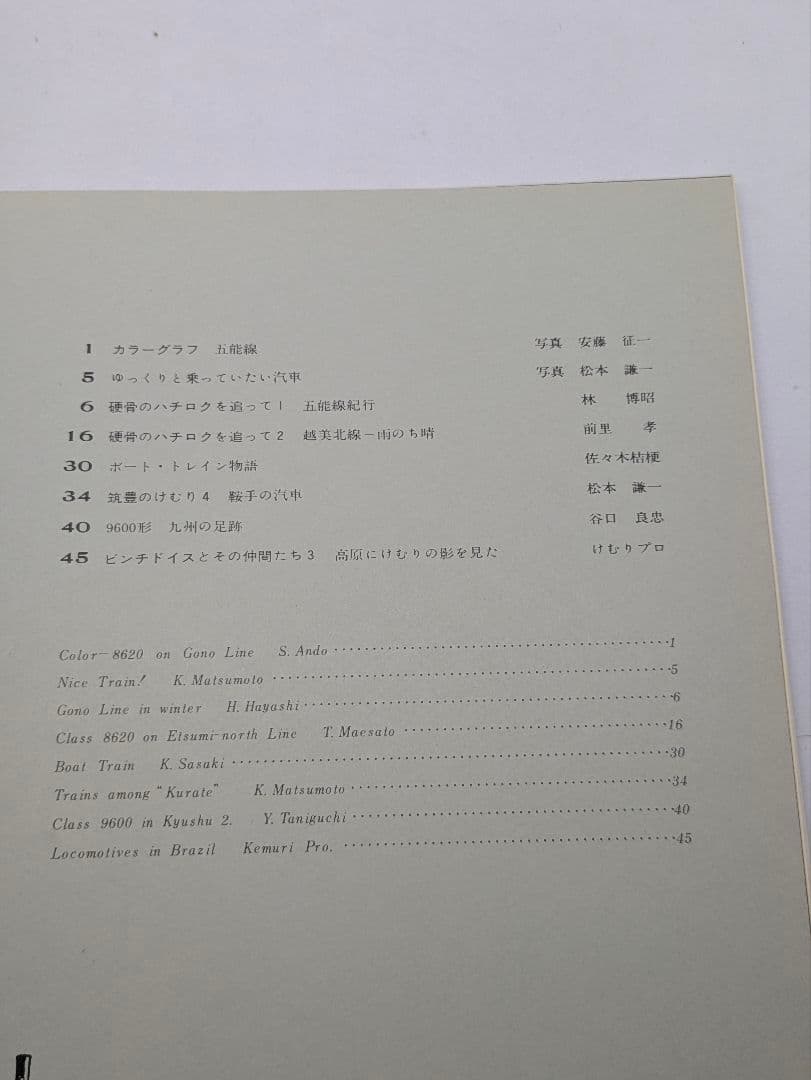 1 カラーグラフ 五能線 写真 安藤 征一
5 ゆっくりと乗っていたい汽車 写真 松本 謙一
6 硬骨のハチロクを追って1 五能線紀行 林 博昭
16 硬骨のハチロクを追って2 越美北線−雨のち晴 前里 孝
30 ボート・トレイン物語 佐々木桔梗
34 筑豊のけむり4 鞍手の汽車 松本 謙一
40 9600形 九州の足跡 谷口 良忠
45 ビンチドイスとその仲間たち3 高原にけむりの影を見た けむりプロ
Color−8620 on Gono Line S. Ando 1
Nice Train! K. Matsumoto 5
Gono Line in winter H. Hayashi 6
Class 8620 on Etsumi-north Line T. Maesato 16
Boat Train K. Sasaki 30
Trains among "Kurate" K. Matsumoto 34
Class 9600 in Kyushu 2. Y. Taniguchi 40
Locomotives in Brazil Kemuri Pro. 45